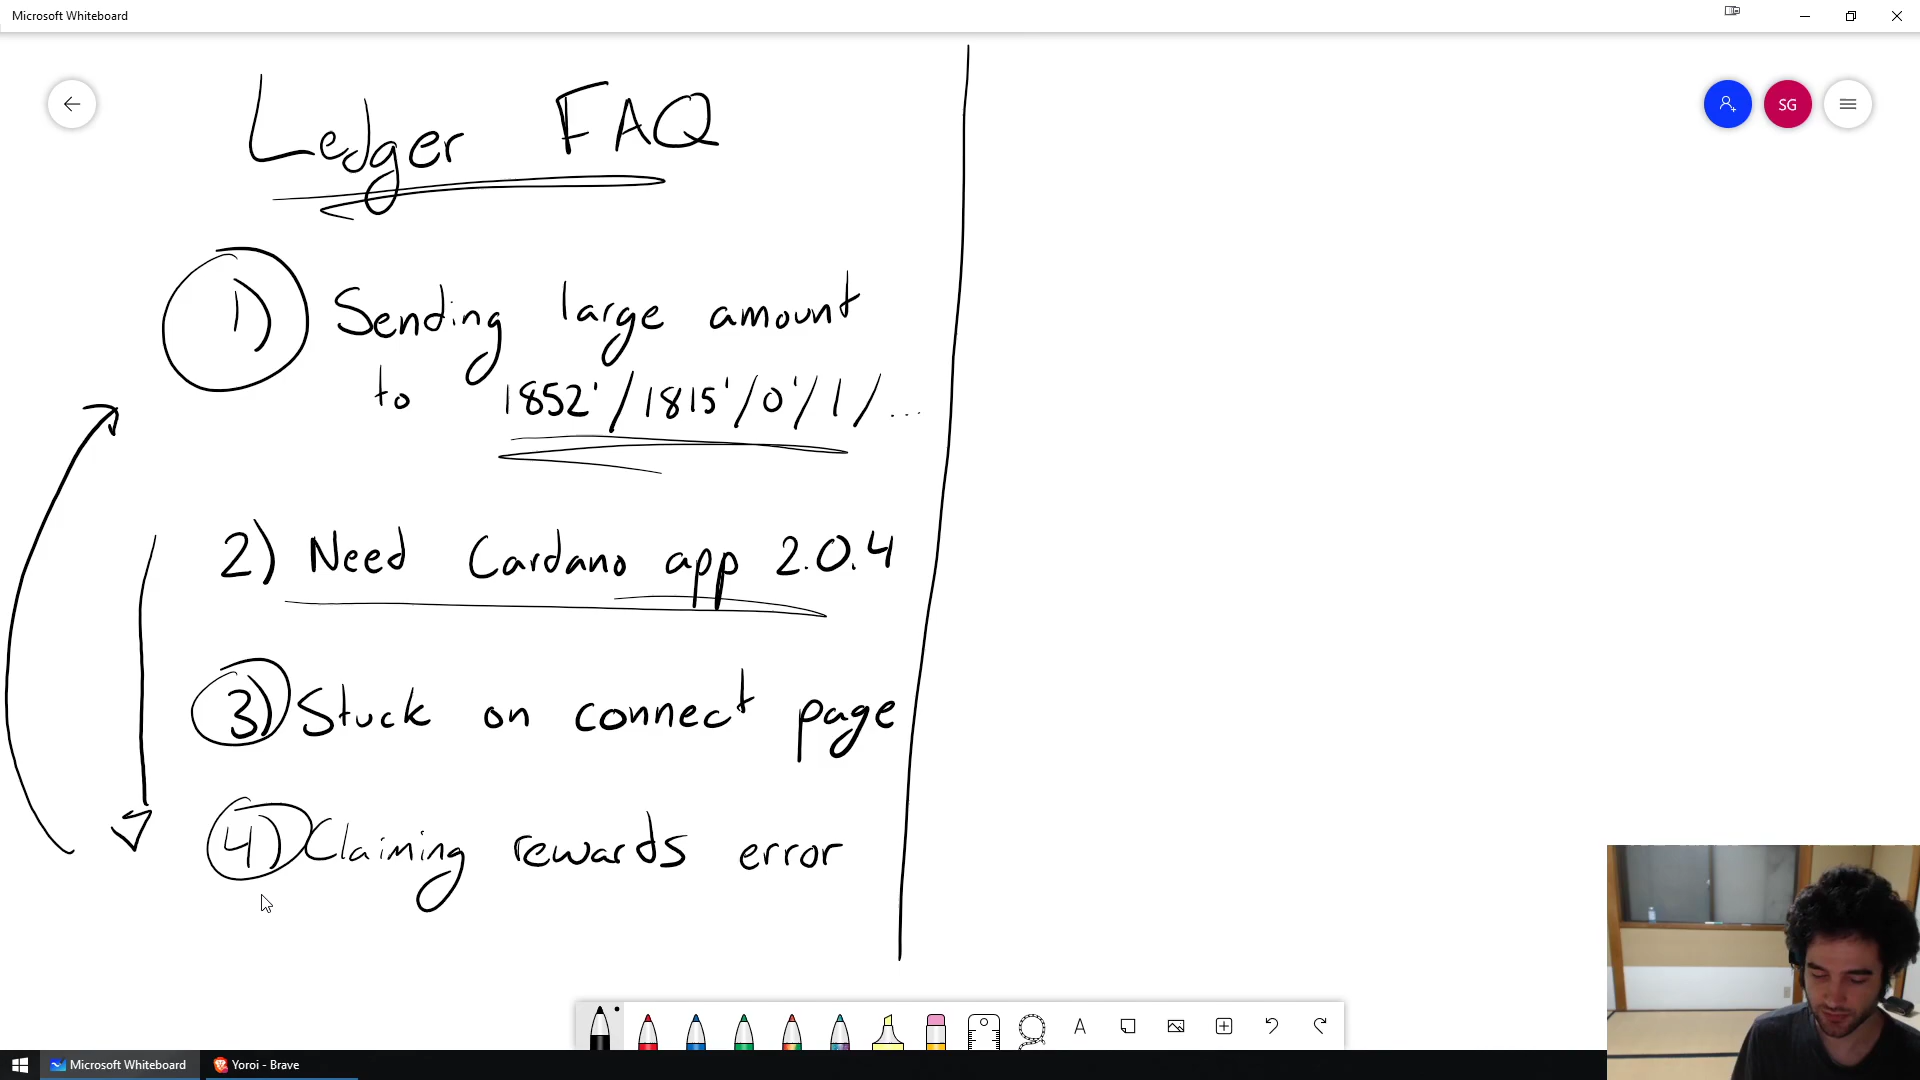 Microsoft Whiteboard
SG
Ledger FAQ
1) Sending large amount
to 1852'/1815'/0'/1/...
2) Need Cardano app 2.0.4
3) Stuck on connect page
4) Claiming rewards error
A
Microsoft Whiteboard
Yoroi - Brave